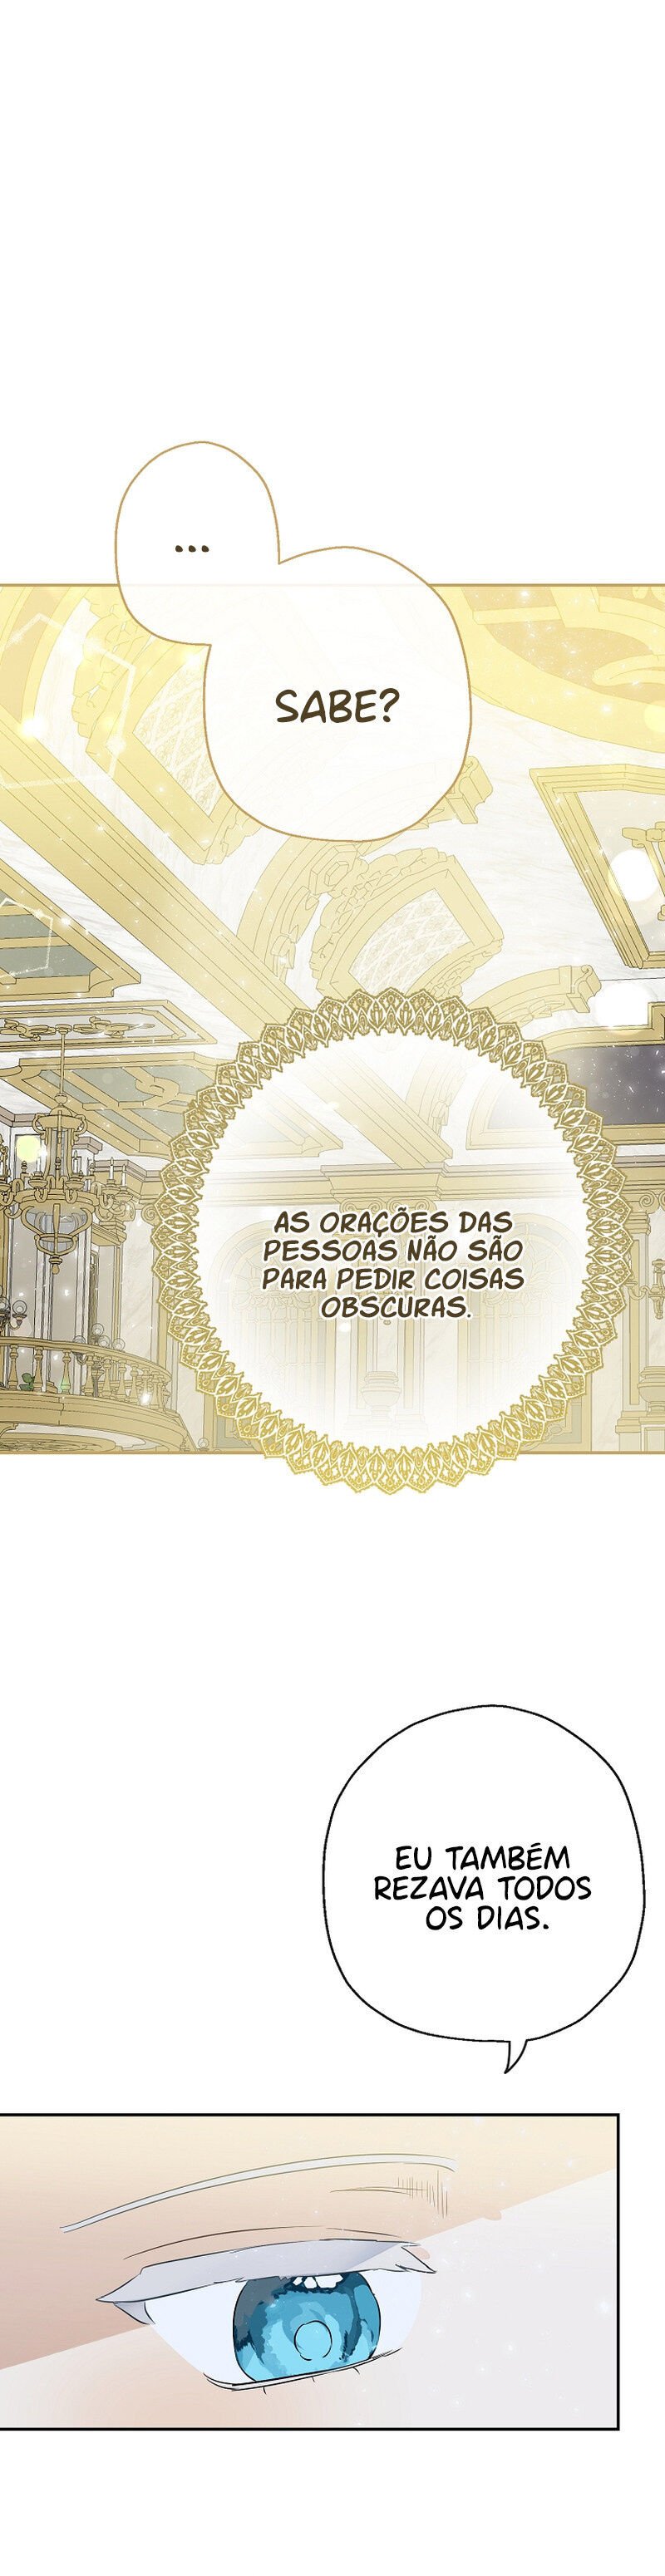 ...
SABE?
AS ORAÇÕES DAS
PESSOAS NÃO SÃO
PARA PEDIR COISAS
OBSCURAS.
EU TAMBÉM
REZAVA TODOS
OS DIAS.